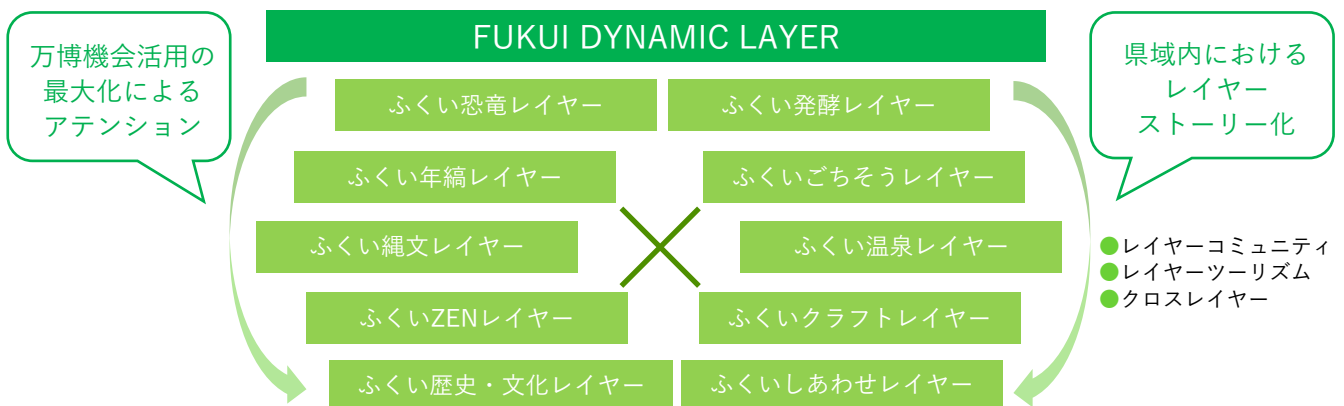 FUKUI DYNAMIC LAYER
万博機会活用の
最大化による
アテンション
県域内における
レイヤー
ストーリー化
ふくい恐竜レイヤー
ふくい発酵レイヤー
ふくい年縞レイヤー
ふくいごちそうレイヤー
ふくい縄文レイヤー
ふくい温泉レイヤー
ふくいZENレイヤー
ふくいクラフトレイヤー
ふくい歴史・文化レイヤー
ふくいしあわせレイヤー
●レイヤーコミュニティ
●レイヤーツーリズム
●クロスレイヤー